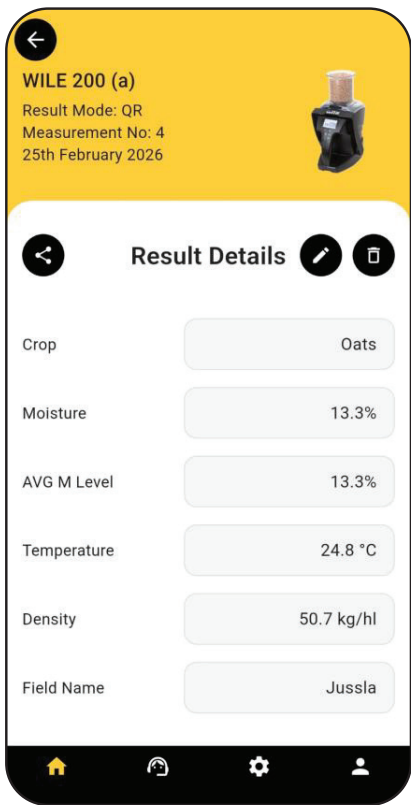 WILE 200 (a)
Result Mode: QR
Measurement No: 4
25th February 2026
Result Details
Crop Oats
Moisture 13.3%
AVG M Level 13.3%
Temperature 24.8 °C
Density 50.7 kg/hl
Field Name Jussla